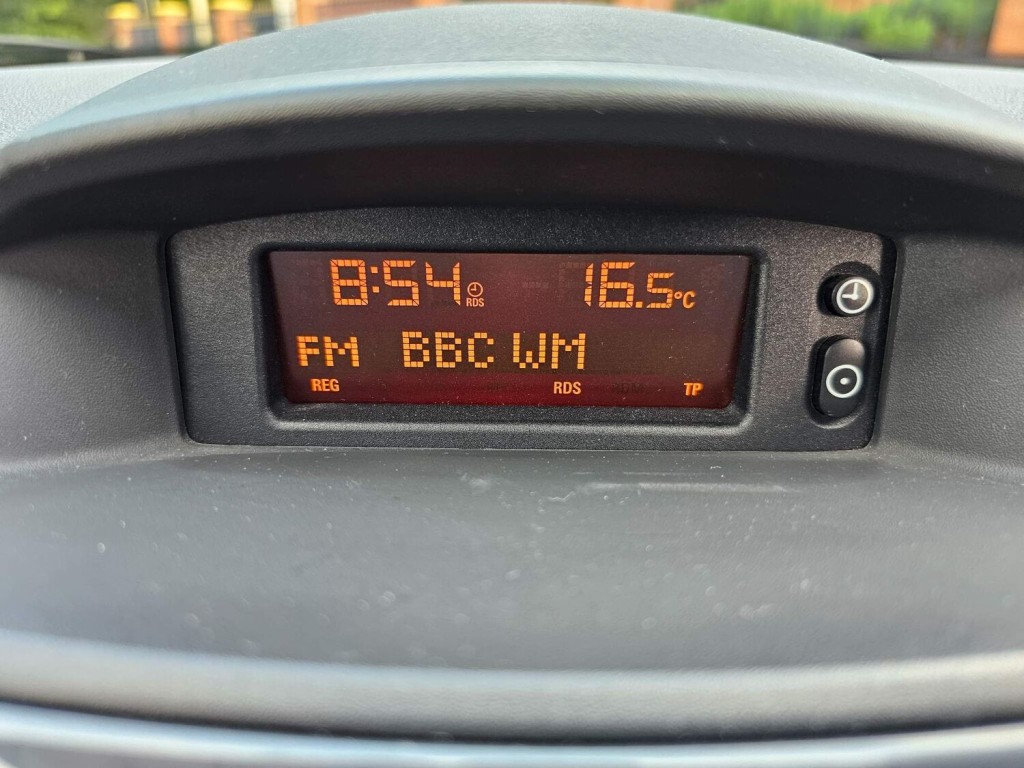 8:54 RDS 16.5°C
FM BBC WM
REG RDS TP